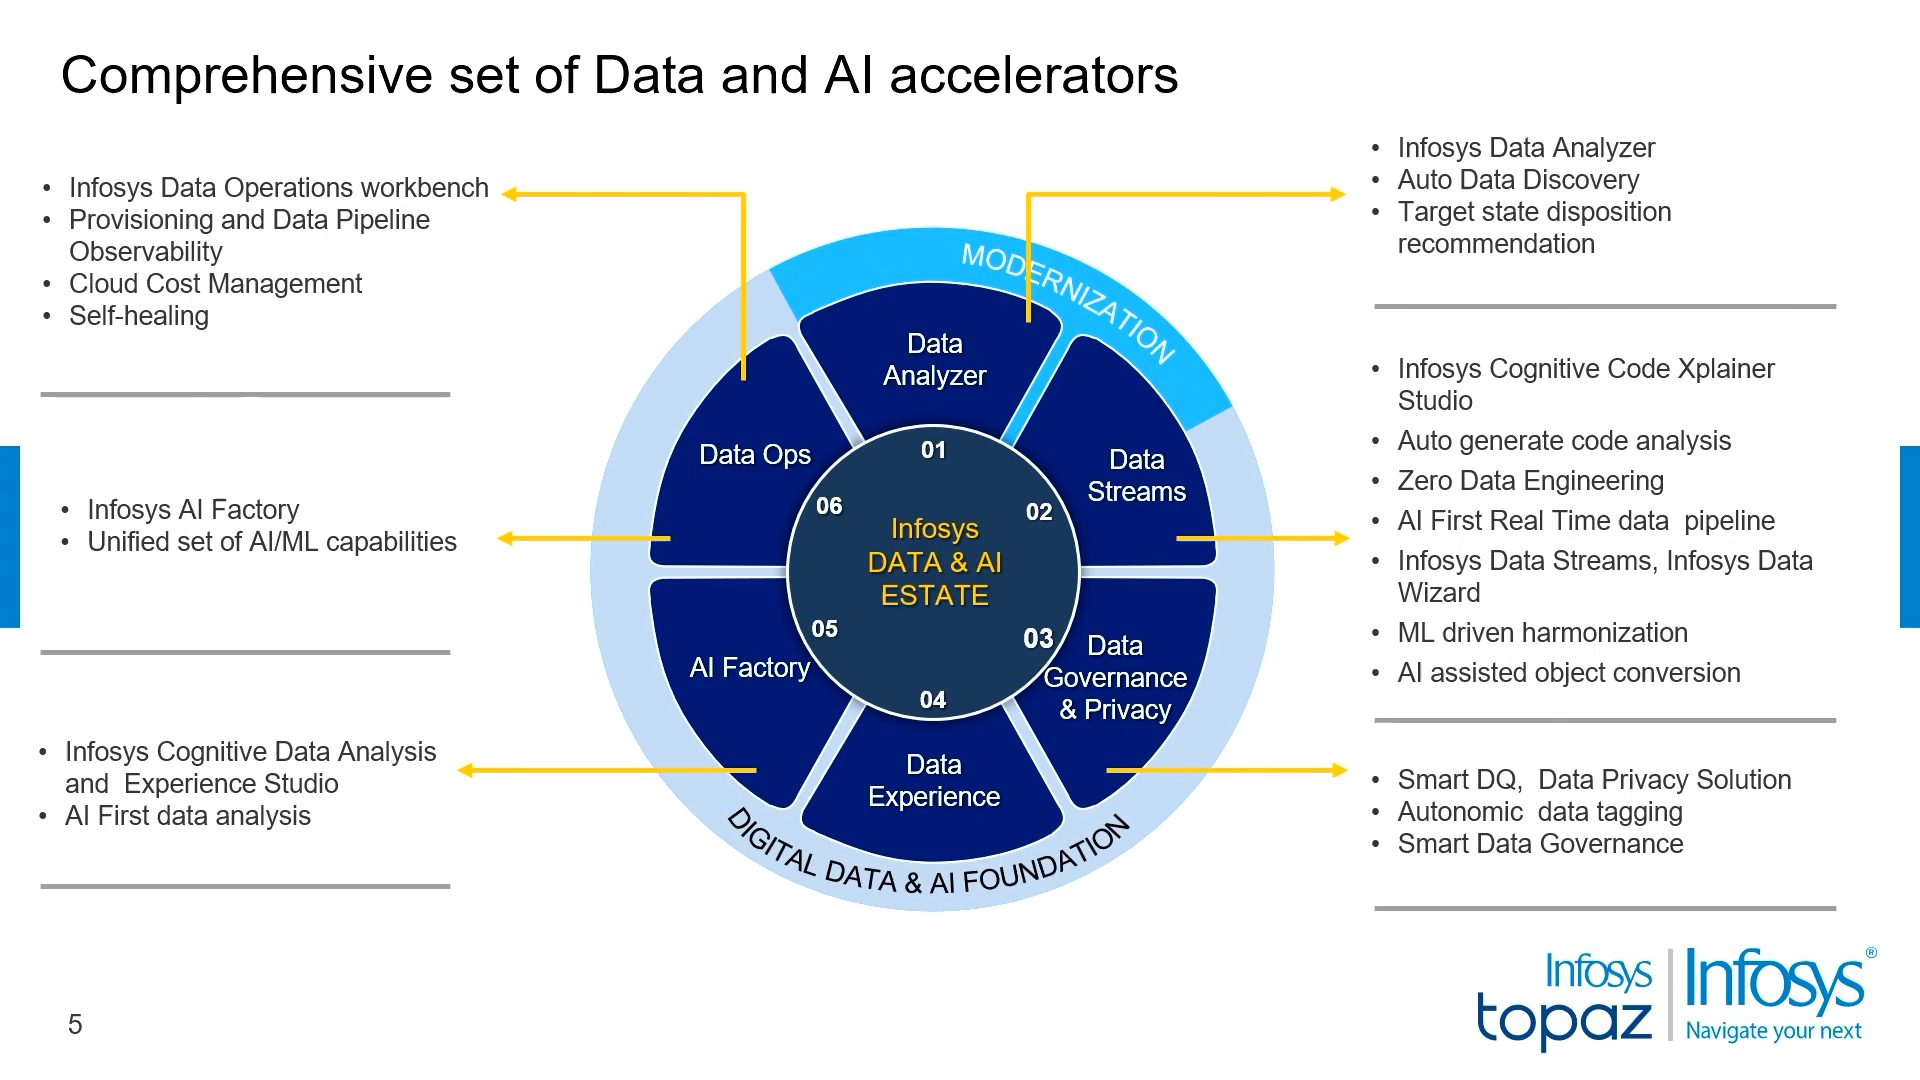 Comprehensive set of Data and AI accelerators
• Infosys Data Operations workbench
• Provisioning and Data Pipeline
Observability
• Cloud Cost Management
• Self-healing
• Infosys AI Factory
• Unified set of AI/ML capabilities
• Infosys Cognitive Data Analysis
and Experience Studio
• AI First data analysis
MODERNIZATION
Data
Analyzer
Data
Streams
Data
Governance
& Privacy
Data
Experience
AI Factory
Data Ops
01
02
03
04
05
06
Infosys
DATA & AI
ESTATE
DIGITAL DATA & AI FOUNDATION
• Infosys Data Analyzer
• Auto Data Discovery
• Target state disposition
recommendation
• Infosys Cognitive Code Xplainer
Studio
• Auto generate code analysis
• Zero Data Engineering
• AI First Real Time data pipeline
• Infosys Data Streams, Infosys Data
Wizard
• ML driven harmonization
• AI assisted object conversion
• Smart DQ, Data Privacy Solution
• Autonomic data tagging
• Smart Data Governance
5
Infosys
topaz
Infosys®
Navigate your next